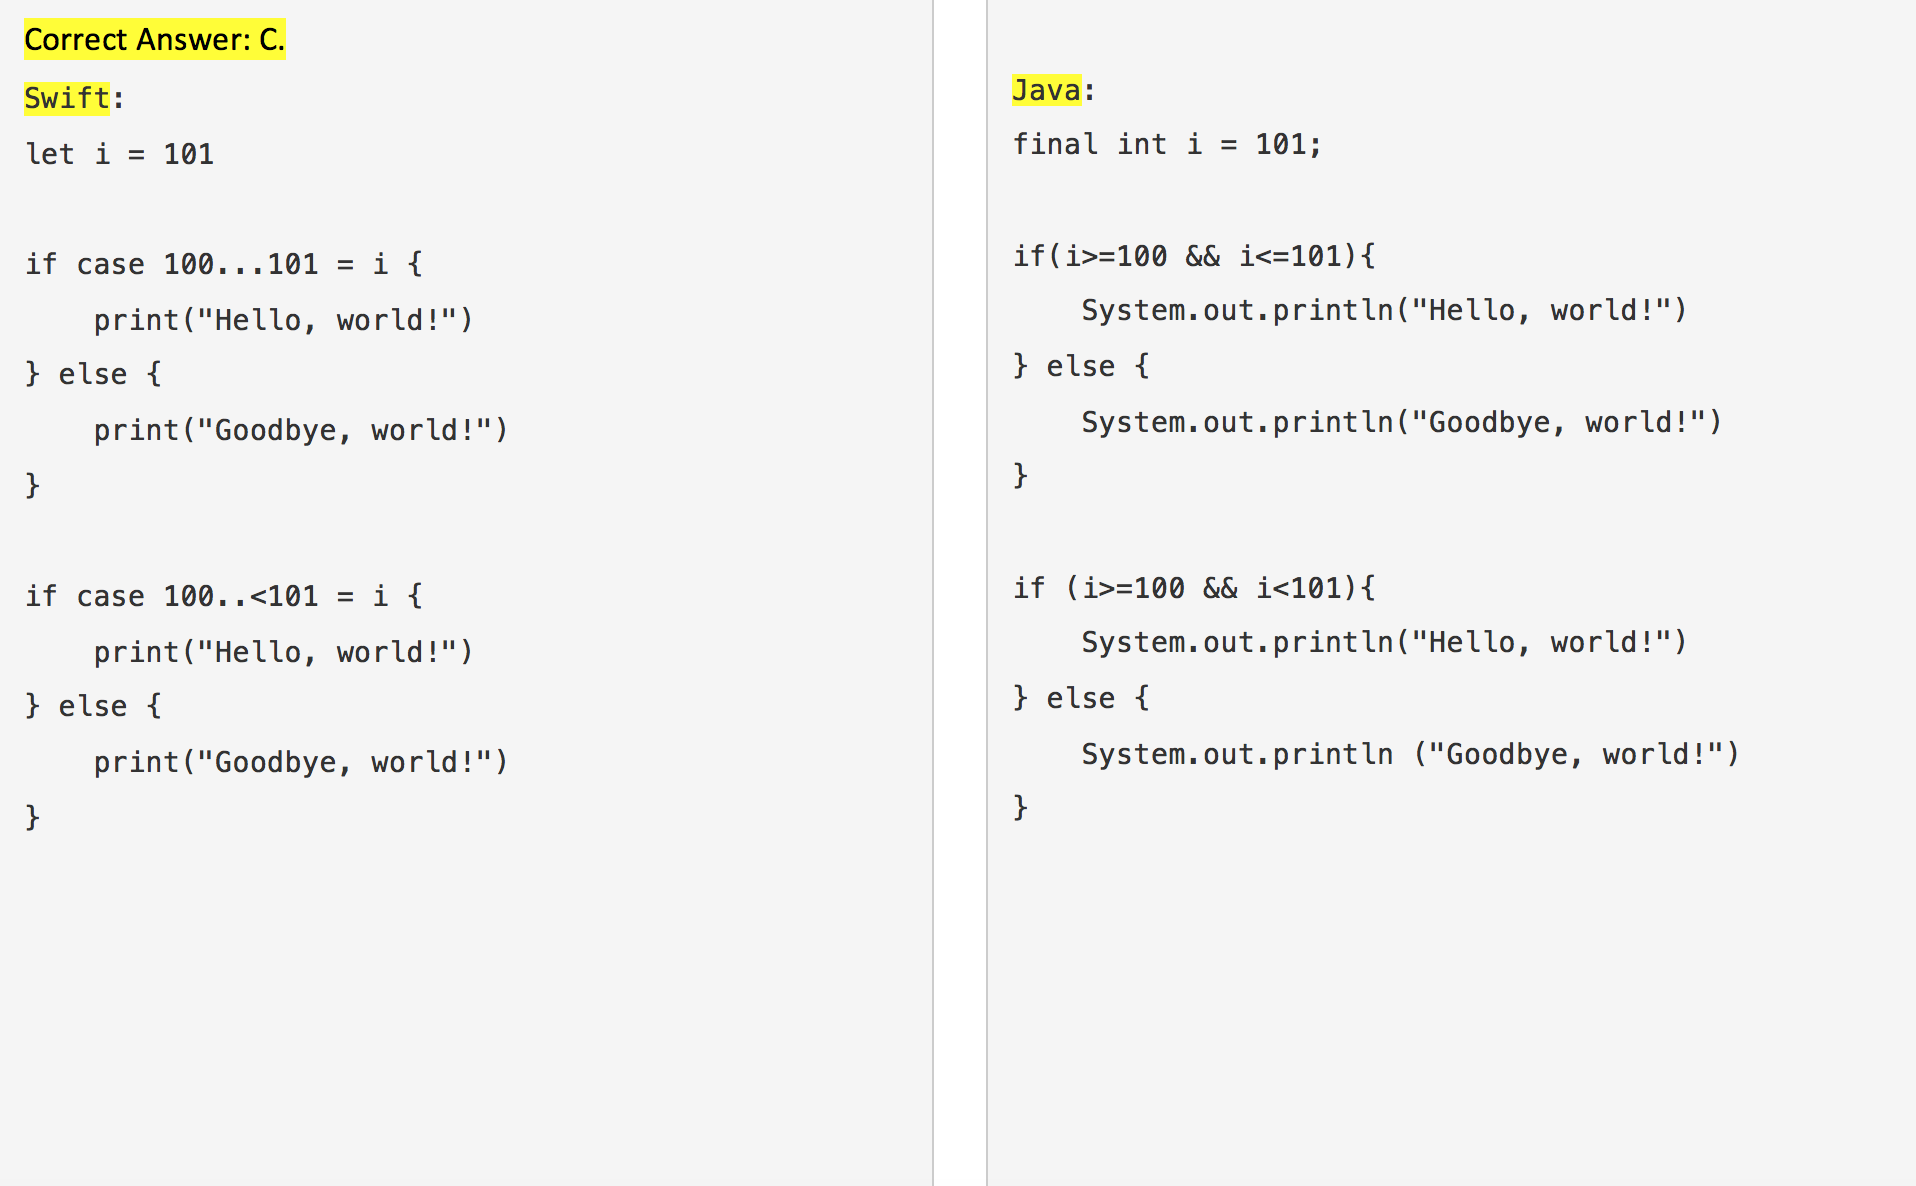 Correct Answer: C.
Swift:
let i = 101
if case 100...101 = i {
    print("Hello, world!")
} else {
    print("Goodbye, world!")
}
if case 100..<101 = i {
    print("Hello, world!")
} else {
    print("Goodbye, world!")
}
Java:
final int i = 101;
if(i>=100 && i<=101){
    System.out.println("Hello, world!")
} else {
    System.out.println("Goodbye, world!")
}
if (i>=100 && i<101){
    System.out.println("Hello, world!")
} else {
    System.out.println ("Goodbye, world!")
}